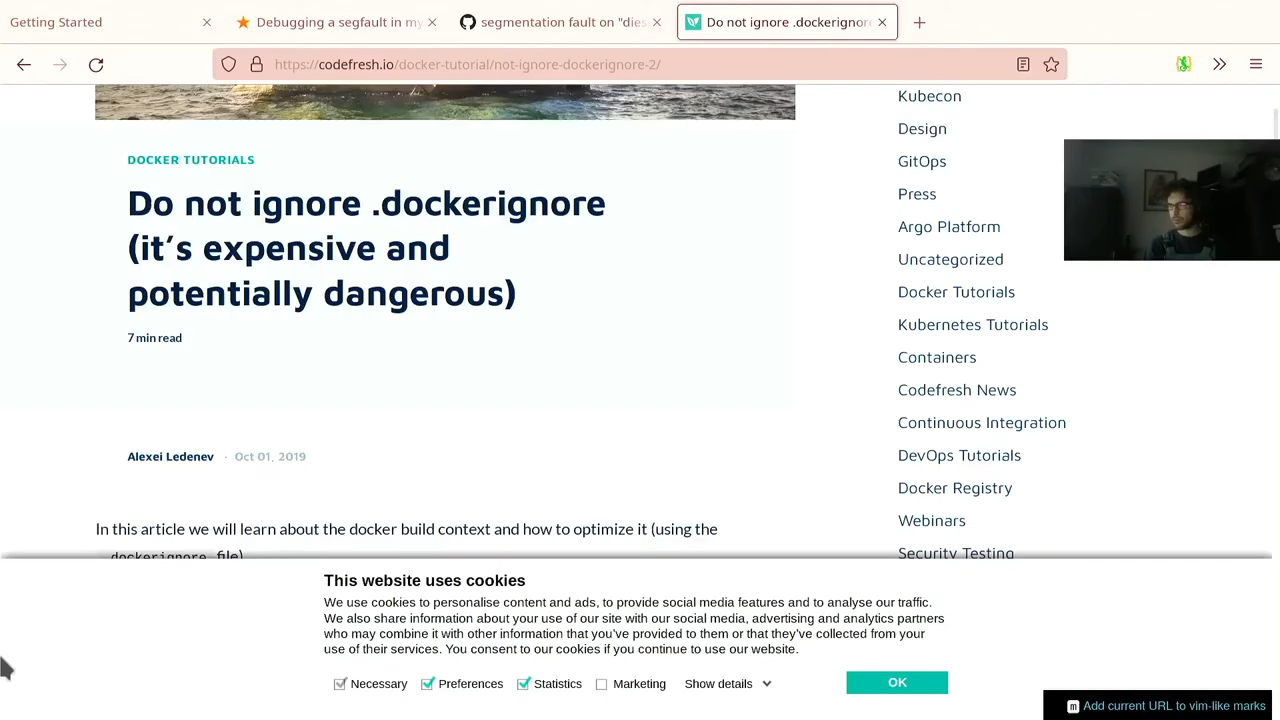 Getting Started
Debugging a segfault in my
segmentation fault on "dies
Do not ignore .dockerignore
https://codefresh.io/docker-tutorial/not-ignore-dockerignore-2/
DOCKER TUTORIALS
Do not ignore .dockerignore
(it’s expensive and
potentially dangerous)
7 min read
Alexei Ledenev · Oct 01, 2019
In this article we will learn about the docker build context and how to optimize it (using the
.dockerignore file)
Kubecon
Design
GitOps
Press
Argo Platform
Uncategorized
Docker Tutorials
Kubernetes Tutorials
Containers
Codefresh News
Continuous Integration
DevOps Tutorials
Docker Registry
Webinars
Security Testing
This website uses cookies
We use cookies to personalise content and ads, to provide social media features and to analyse our traffic.
We also share information about your use of our site with our social media, advertising and analytics partners
who may combine it with other information that you’ve provided to them or that they’ve collected from your
use of their services. You consent to our cookies if you continue to use our website.
Necessary Preferences Statistics Marketing Show details OK
m Add current URL to vim-like marks